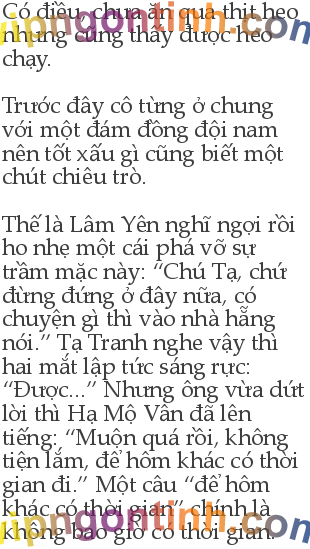 Có điều, chưa ăn quả thịt heo
nhưng cũng thấy được heo
chạy.
Trước đây cô từng ở chung
với một đám đồng đội nam
nên tốt xấu gì cũng biết một
chút chiêu trò.
Thế là Lâm Yên nghĩ ngợi rồi
ho nhẹ một cái phá vỡ sự
trầm mặc này: “Chú Tạ, chứ
đừng đứng ở đây nữa, có
chuyện gì thì vào nhà hẵng
nói.” Tạ Tranh nghe vậy thì
hai mắt lập tức sáng rực:
“Được...” Nhưng ông vừa dứt
lời thì Hạ Mộ Vân đã lên
tiếng: “Muộn quá rồi, không
tiện lắm, để hôm khác có thời
gian đi.” Một câu “để hôm
khác có thời gian” chính là
không bao giờ có thời gian.
vipngontinh.com
vipngontinh.com